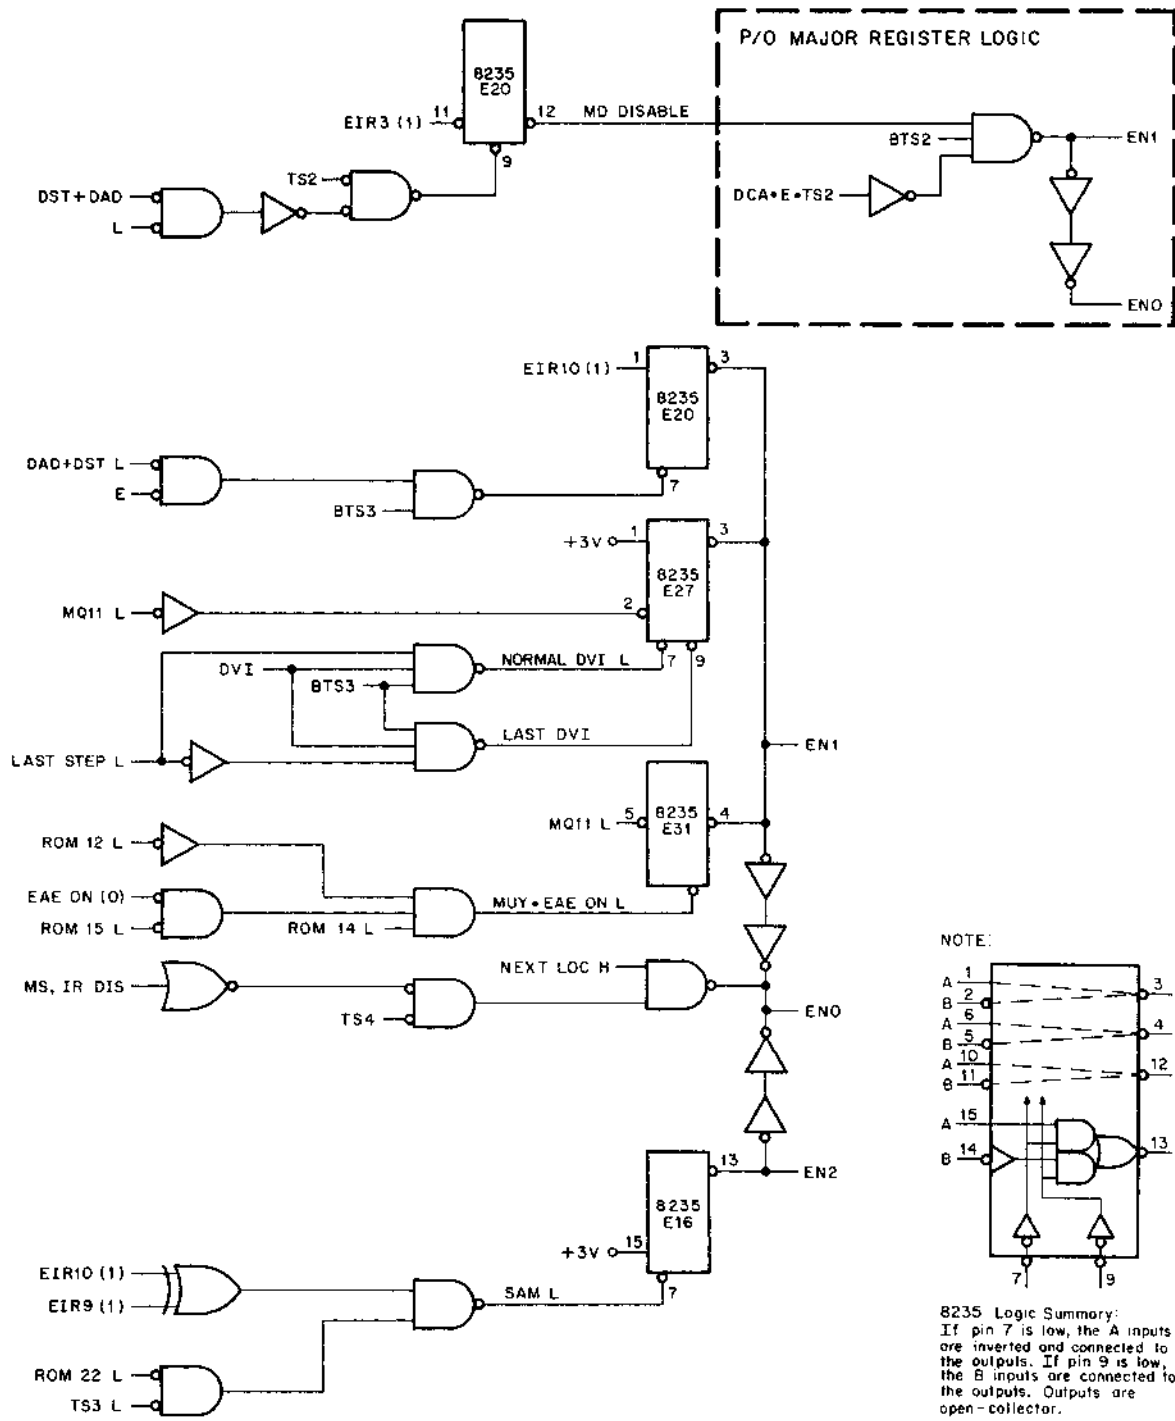 P/O MAJOR REGISTER LOGIC
8235
E20
EIR3 (1)
11
12
MD DISABLE
9
BTS2
EN1
TS2
DST+DAD
L
DCA•E•TS2
EN0
EIR10 (1)
1
3
8235
E20
DAD+DST L
E
BTS3
7
+3V
1
3
8235
E27
MQ11 L
2
7
9
DVI
NORMAL DVI L
BTS3
LAST DVI
EN1
LAST STEP L
MQ11 L
5
8235
E31
4
ROM 12 L
EAE ON (0)
ROM 15 L
ROM 14 L
MUY•EAE ON L
MS, IR DIS
NEXT LOC H
TS4
EN0
13
EN2
8235
E16
+3V
15
EIR10 (1)
EIR9 (1)
SAM L
7
ROM 22 L
TS3 L
NOTE:
A 1
3
B 2
A 6
4
B 5
A 10
12
B 11
A 15
13
B 14
7
9
8235 Logic Summary:
If pin 7 is low, the A inputs
are inverted and connected to
the outputs. If pin 9 is low,
the B inputs are connected to
the outputs. Outputs are
open-collector.